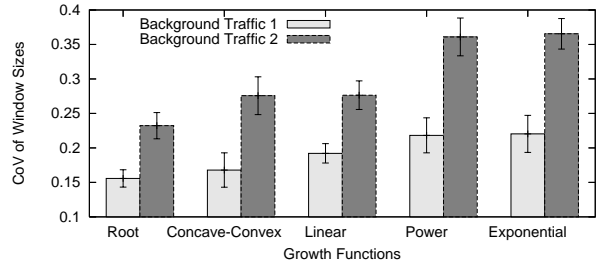 Background Traffic 1
Background Traffic 2
CoV of Window Sizes
0.4
0.35
0.3
0.25
0.2
0.15
0.1
Root Concave-Convex Linear Power Exponential
Growth Functions